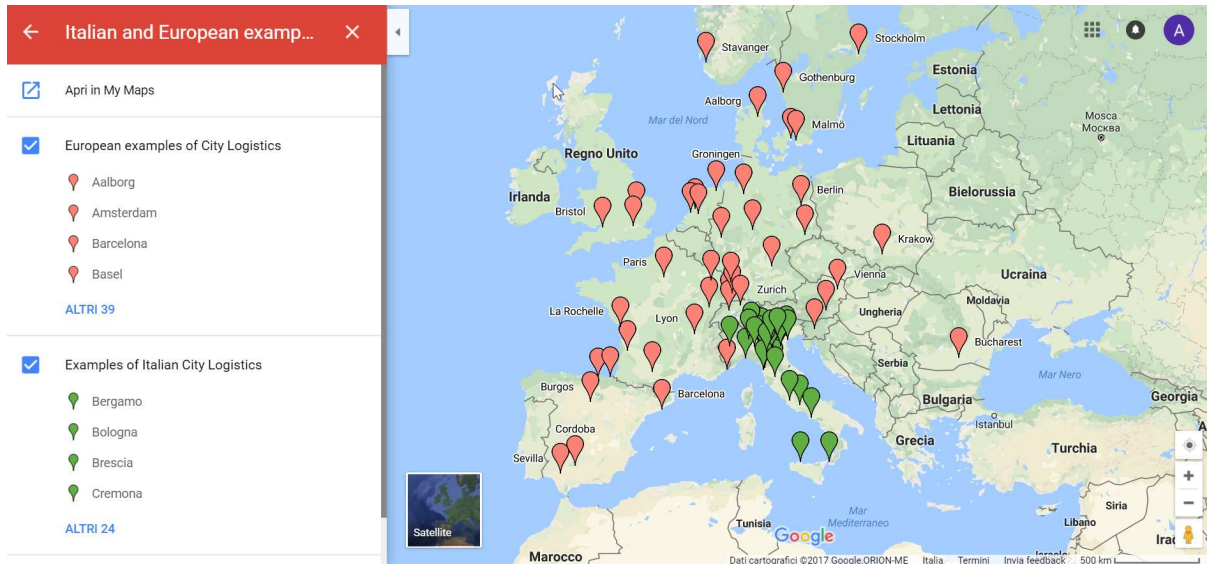 Italian and European examp...
Apri in My Maps
European examples of City Logistics
Aalborg
Amsterdam
Barcelona
Basel
ALTRI 39
Examples of Italian City Logistics
Bergamo
Bologna
Brescia
Cremona
ALTRI 24
A
Stavanger
Stockholm
Gothenburg
Estonia
Aalborg
Lettonia
Mar del Nord
Malmö
Mosca
Москва
Lituania
Regno Unito
Groningen
Irlanda
Berlin
Bielorussia
Bristol
Krakow
Paris
Vienna
Ucraina
Zurich
Moldavia
La Rochelle
Lyon
Ungheria
Bucharest
Serbia
Mar Nero
Burgos
Barcelona
Bulgaria
Georgia
Istanbul
Cordoba
Grecia
Turchia
Sevilla
Satellite
Siria
Mar
Mediterraneo
Tunisia
Libano
Google
Marocco
Dati cartografici ©2017 Google,ORION-ME
Italia
Termini
Invia feedback
500 km